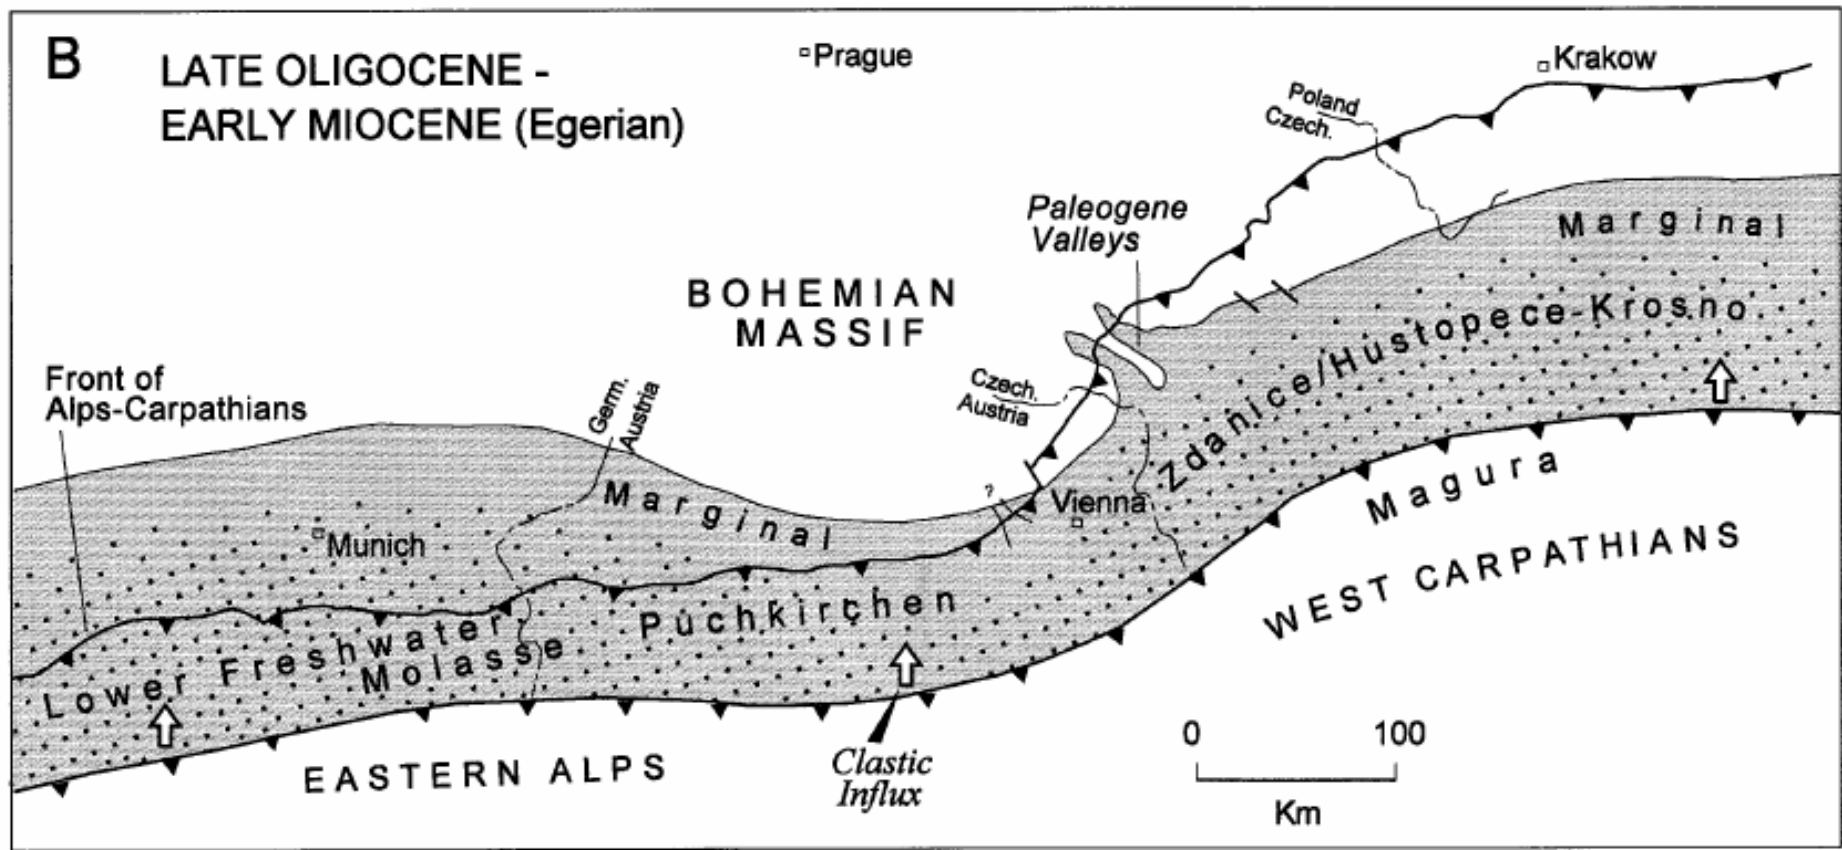 B
LATE OLIGOCENE -
EARLY MIOCENE (Egerian)
Prague
Krakow
Poland
Czech.
Paleogene
Valleys
Marginal
BOHEMIAN
MASSIF
Zdanice/Hustopece-Krosno
Front of
Alps-Carpathians
Germ.
Austria
Czech.
Austria
Marginal
?
Vienna
Munich
Magura
WEST CARPATHIANS
Puchkirchen
Lower Freshwater
Molasse
EASTERN ALPS
Clastic
Influx
0 100
Km